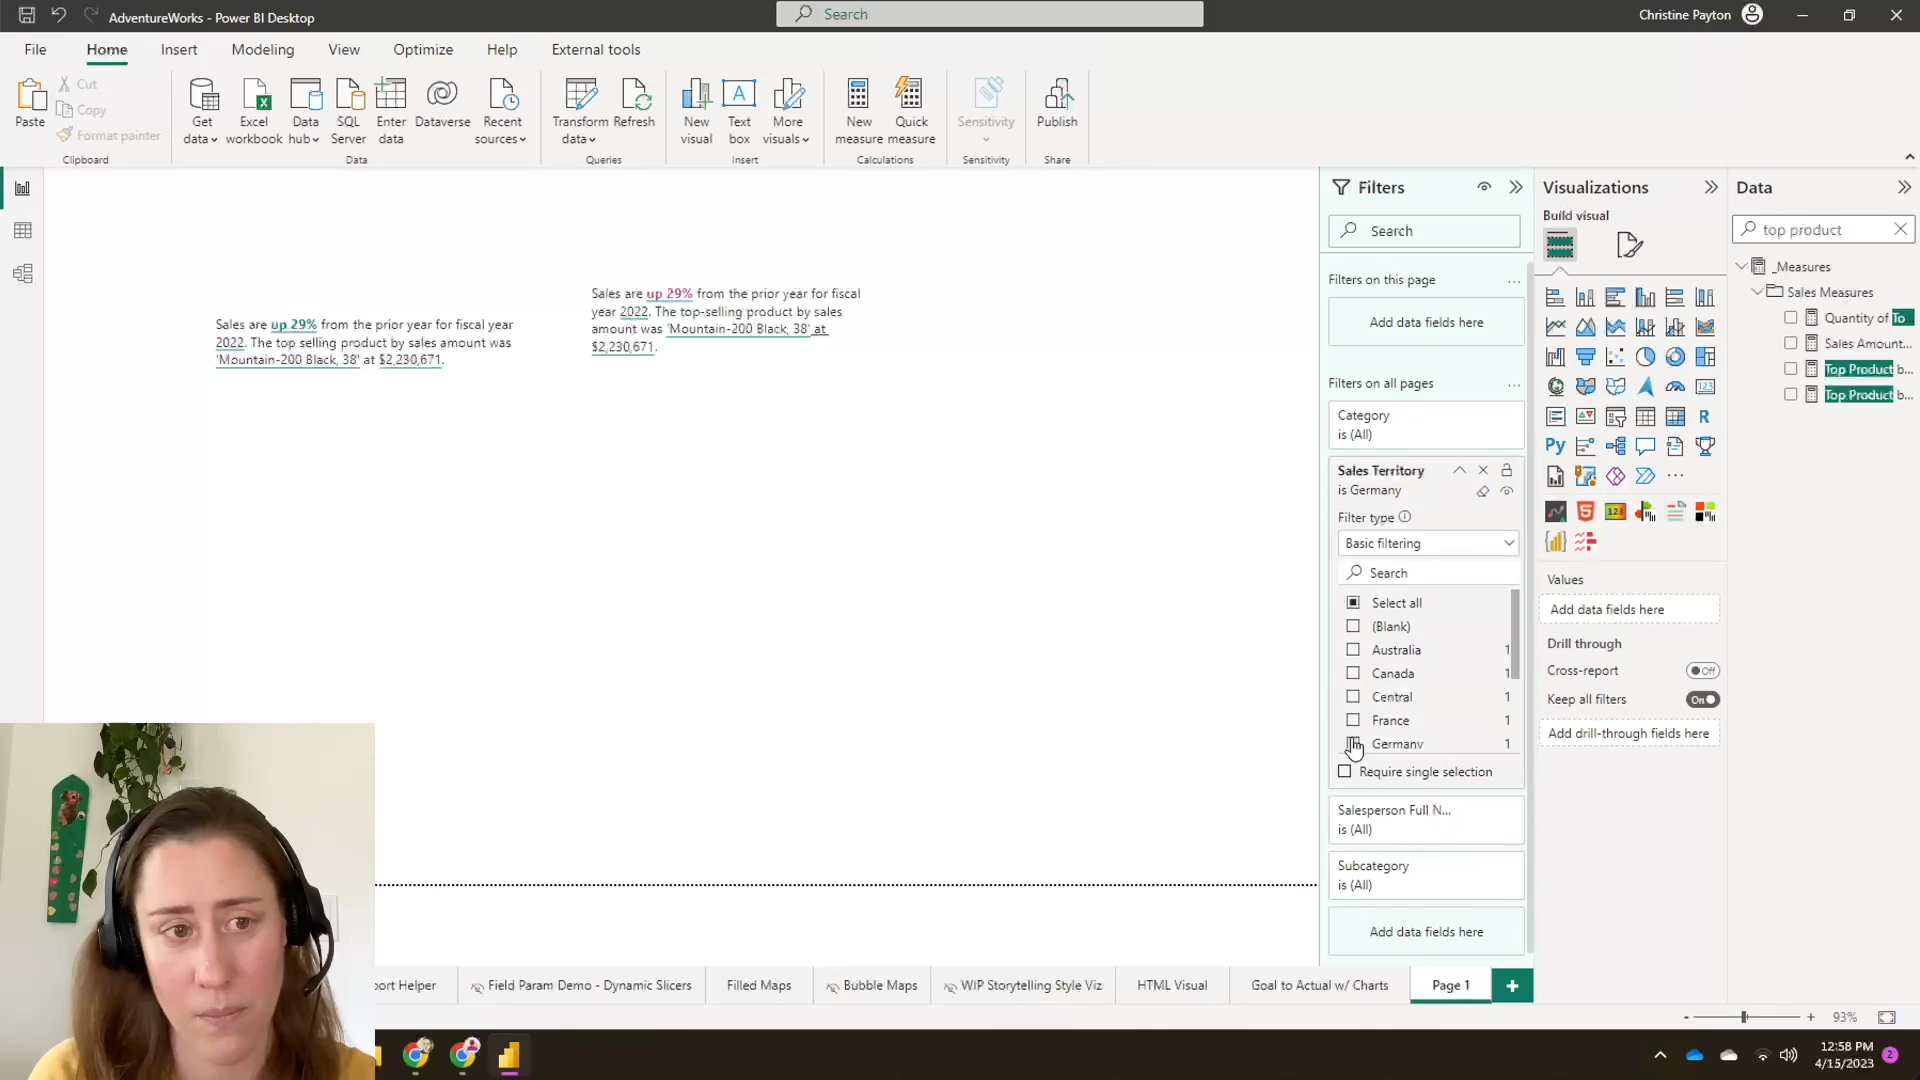 AdventureWorks - Power BI Desktop
Search
Christine Payton
File
Home
Insert
Modeling
View
Optimize
Help
External tools
Paste
Cut
Copy
Format painter
Clipboard
Get data
Excel workbook
Data hub
SQL Server
Enter data
Dataverse
Recent sources
Data
Transform data
Refresh
Queries
New visual
Text box
More visuals
Insert
New measure
Quick measure
Calculations
Sensitivity
Sensitivity
Publish
Share
Sales are up 29% from the prior year for fiscal year
2022. The top selling product by sales amount was
'Mountain-200 Black, 38' at $2,230,671.
Sales are up 29% from the prior year for fiscal
year 2022. The top-selling product by sales
amount was 'Mountain-200 Black, 38' at
$2,230,671.
Filters
Search
Filters on this page
Add data fields here
Filters on all pages
Category
is (All)
Sales Territory
is Germany
Filter type
Basic filtering
Search
Select all
(Blank)
Australia 1
Canada 1
Central 1
France 1
Germany 1
Require single selection
Salesperson Full N...
is (All)
Subcategory
is (All)
Add data fields here
Visualizations
Build visual
123
R
Py
123
Values
Add data fields here
Drill through
Cross-report
Off
Keep all filters
On
Add drill-through fields here
Data
top product
_Measures
Sales Measures
Quantity of To
Sales Amount...
Top Product b...
Top Product b...
ort Helper
Field Param Demo - Dynamic Slicers
Filled Maps
Bubble Maps
WIP Storytelling Style Viz
HTML Visual
Goal to Actual w/ Charts
Page 1
+
- + 93%
12:58 PM
4/15/2023
2